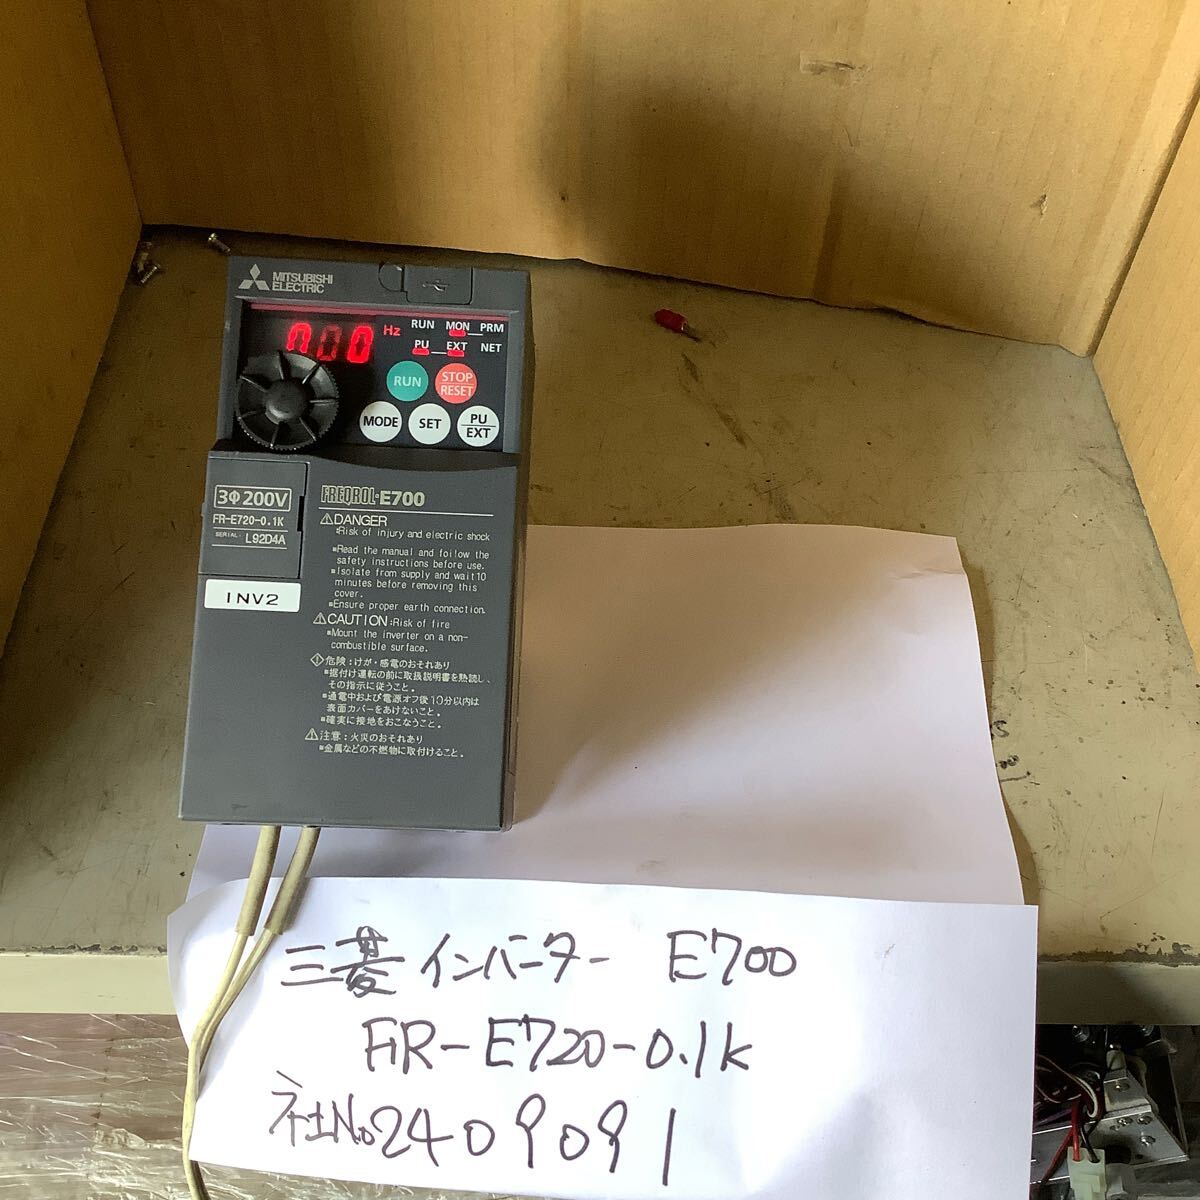 MITSUBISHI
ELECTRIC
Hz
RUN MON PRM
PU EXT NET
RUN
STOP
RESET
MODE
SET
PU
EXT
3Φ200V
FR-E720-0.1K
SERIAL: L92D4A
INV2
FREQROL-E700
⚠DANGER
:Risk of injury and electric shock
▪Read the manual and follow the
safety instructions before use.
▪Isolate from supply and wait 10
minutes before removing this
cover.
▪Ensure proper earth connection.
⚠CAUTION:Risk of fire
▪Mount the inverter on a non-
combustible surface.
危険:けが・感電のおそれあり
▪据付け運転の前に取扱説明書を熟読し、
その指示に従うこと。
▪通電中および電源オフ後10分以内は
表面カバーをあけないこと。
▪確実に接地をおこなうこと。
⚠注意:火災のおそれあり
▪金属などの不燃物に取付けること。
三菱インバーター E700
FR-E720-0.1k
社No2409091